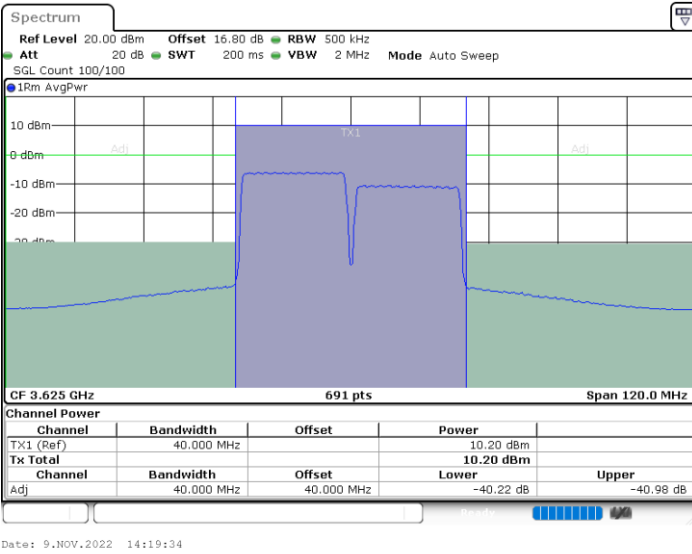 Spectrum
Ref Level 20.00 dBm Offset 16.80 dB RBW 500 kHz
Att 20 dB SWT 200 ms VBW 2 MHz Mode Auto Sweep
SGL Count 100/100
1Rm AvgPwr
10 dBm
TX1
Adj Adj
0 dBm
-10 dBm
-20 dBm
CF 3.625 GHz 691 pts Span 120.0 MHz
Channel Power
Channel Bandwidth Offset Power
TX1 (Ref) 40.000 MHz 10.20 dBm
Tx Total 10.20 dBm
Channel Bandwidth Offset Lower Upper
Adj 40.000 MHz 40.000 MHz -40.22 dB -40.98 dB
Ready
Date: 9.NOV.2022 14:19:34